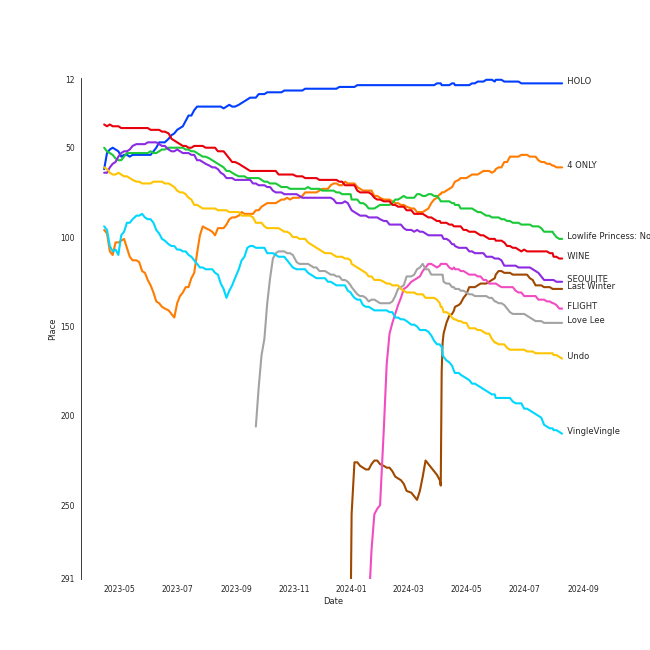 12
50
100
150
200
250
291
Place
2023-05
2023-07
2023-09
2023-11
2024-01
2024-03
2024-05
2024-07
2024-09
Date
HOLO
4 ONLY
Lowlife Princess: No
WINE
SEOULITE
Last Winter
FLIGHT
Love Lee
Undo
VingleVingle